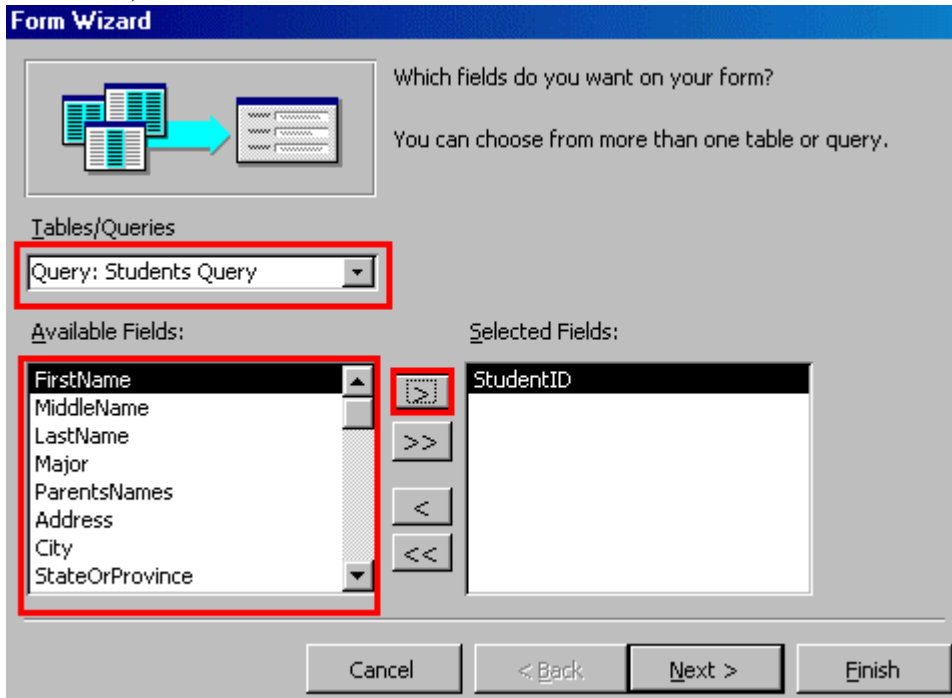 Form Wizard
Which fields do you want on your form?
You can choose from more than one table or query.
Tables/Queries
Query: Students Query
Available Fields:
Selected Fields:
FirstName
MiddleName
LastName
Major
ParentsNames
Address
City
StateOrProvince
>
>>
<
<<
StudentID
Cancel
< Back
Next >
Finish